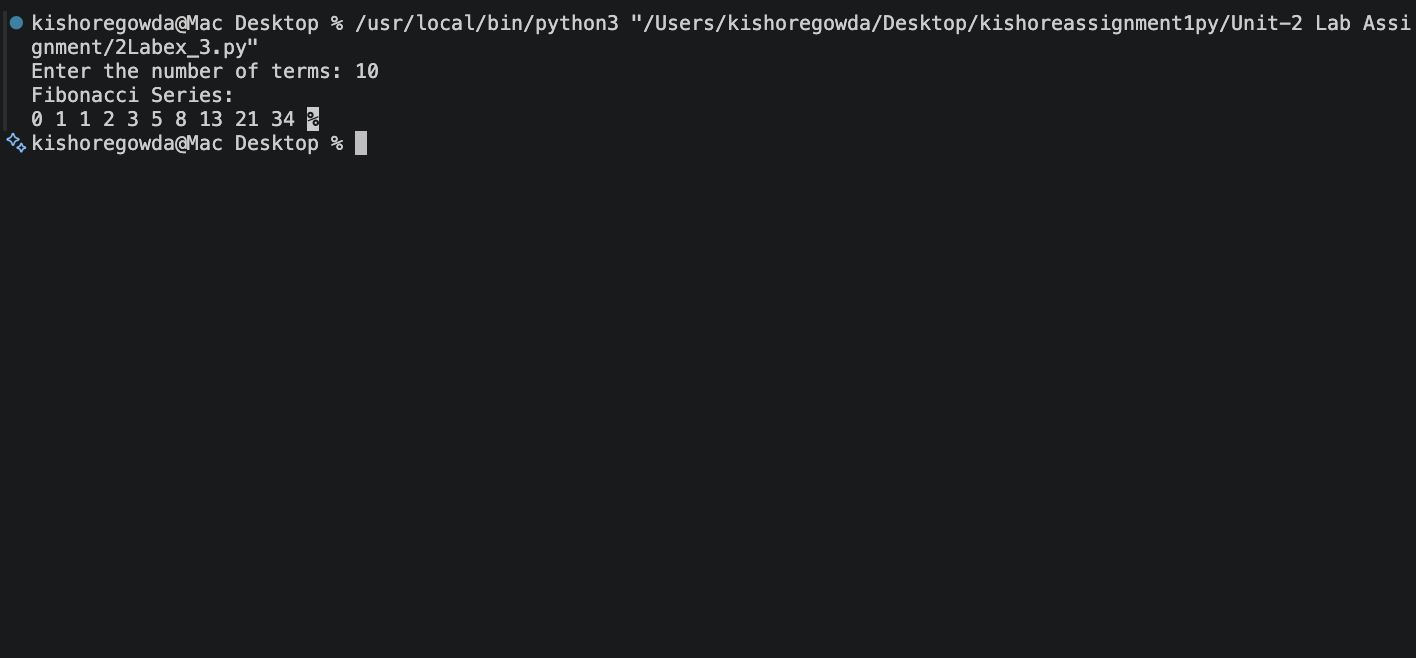 kishoregowda@Mac Desktop % /usr/local/bin/python3 "/Users/kishoregowda/Desktop/kishoreassignment1py/Unit-2 Lab Assi
gnment/2Labex_3.py"
Enter the number of terms: 10
Fibonacci Series:
0 1 1 2 3 5 8 13 21 34 %
kishoregowda@Mac Desktop %